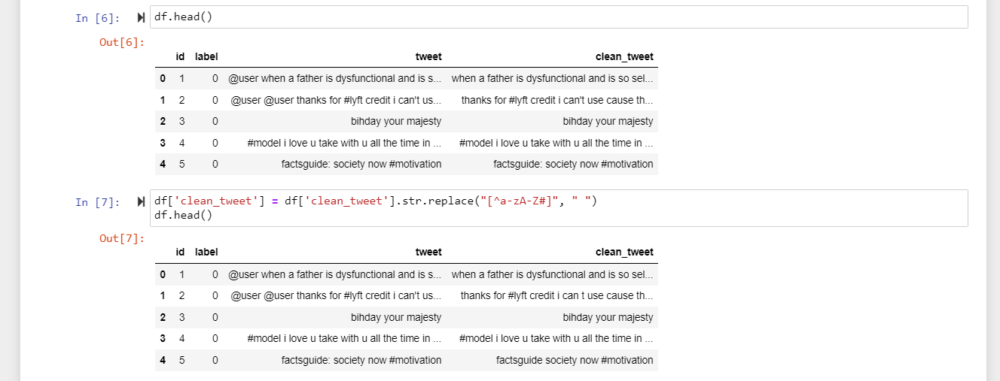 In [6]: df.head()
Out[6]:
id label tweet clean_tweet
0 1 0 @user when a father is dysfunctional and is s... when a father is dysfunctional and is so sel...
1 2 0 @user @user thanks for #lyft credit i can't us... thanks for #lyft credit i can't use cause th...
2 3 0 bihday your majesty bihday your majesty
3 4 0 #model i love u take with u all the time in ... #model i love u take with u all the time in ...
4 5 0 factsguide: society now #motivation factsguide: society now #motivation
In [7]: df['clean_tweet'] = df['clean_tweet'].str.replace("[^a-zA-Z#]", " ")
df.head()
Out[7]:
id label tweet clean_tweet
0 1 0 @user when a father is dysfunctional and is s... when a father is dysfunctional and is so sel...
1 2 0 @user @user thanks for #lyft credit i can't us... thanks for #lyft credit i can t use cause th...
2 3 0 bihday your majesty bihday your majesty
3 4 0 #model i love u take with u all the time in ... #model i love u take with u all the time in ...
4 5 0 factsguide: society now #motivation factsguide society now #motivation